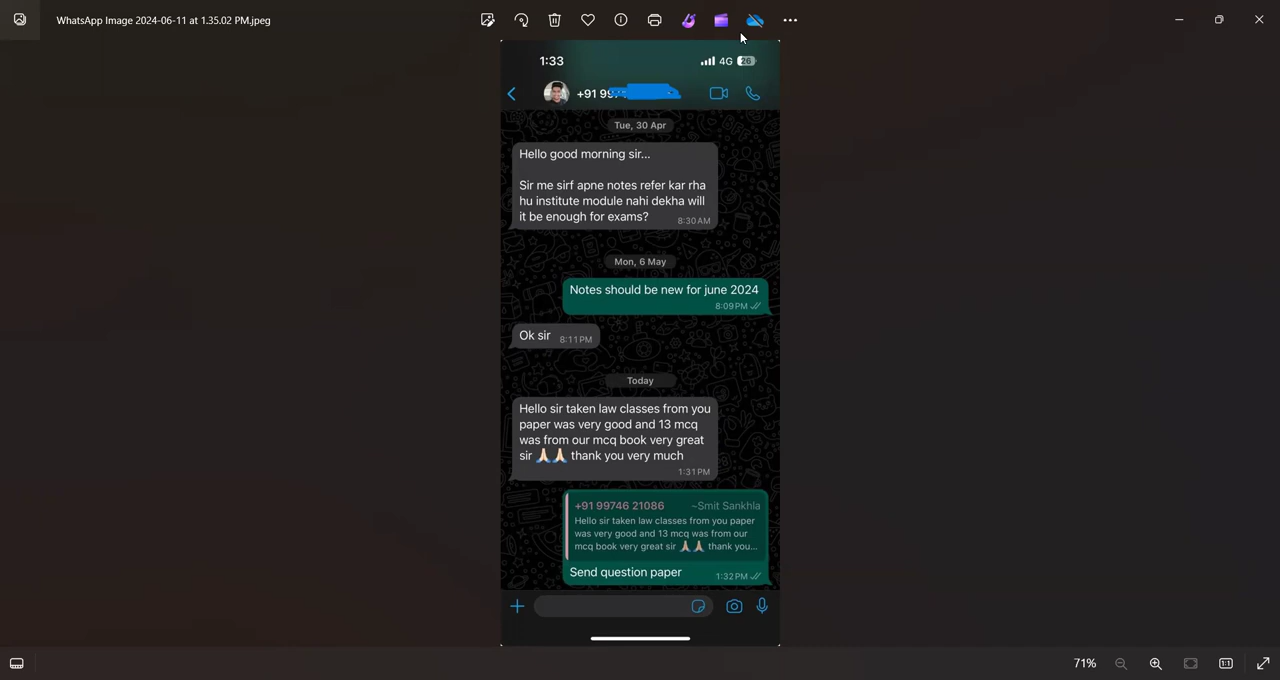 WhatsApp Image 2024-06-11 at 1.35.02 PM.jpeg
1:33
4G 26
+91 99
Tue, 30 Apr
Hello good morning sir...
Sir me sirf apne notes refer kar rha
hu institute module nahi dekha will
it be enough for exams?
8:30 AM
Mon, 6 May
Notes should be new for june 2024
8:09 PM
Ok sir 8:11 PM
Today
Hello sir taken law classes from you
paper was very good and 13 mcq
was from our mcq book very great
sir 🙏🏻🙏🏻 thank you very much
1:31 PM
+91 99746 21086 ~Smit Sankhla
Hello sir taken law classes from you paper
was very good and 13 mcq was from our
mcq book very great sir 🙏🏻🙏🏻 thank you...
Send question paper 1:32 PM
71%
1:1